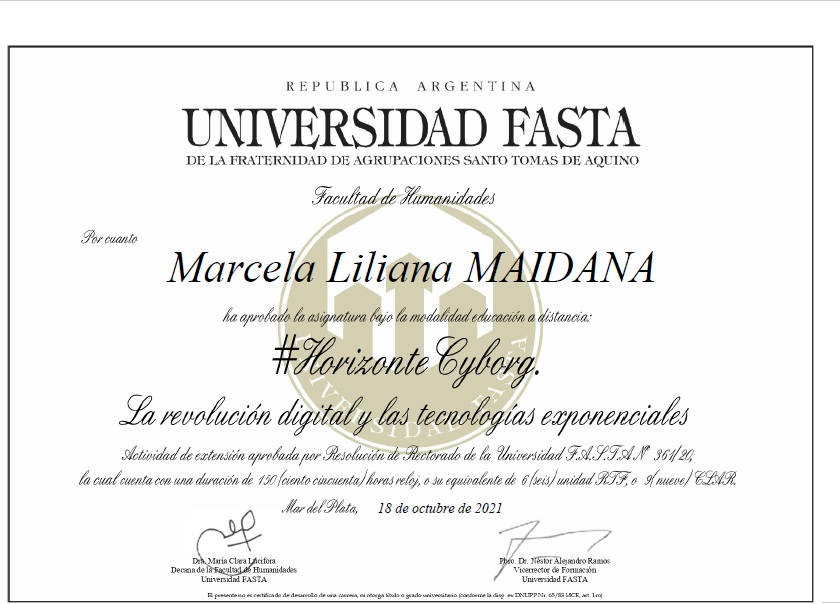 REPUBLICA ARGENTINA
UNIVERSIDAD FASTA
DE LA FRATERNIDAD DE AGRUPACIONES SANTO TOMAS DE AQUINO
Facultad de Humanidades
Por cuanto
Marcela Liliana MAIDANA
ha aprobado la asignatura bajo la modalidad educación a distancia:
#Horizonte Cyborg.
La revolución digital y las tecnologías exponenciales
Actividad de extensión aprobada por Resolución de Rectorado de la Universidad F.A.S.T.A N° 361/20,
la cual cuenta con una duración de 150 (ciento cincuenta) horas reloj, o su equivalente de 6 (seis) unidad RTF, o 9( nueve) CLAR.
Mar del Plata, 18 de octubre de 2021
Dra. María Clara Lucifora
Decana de la Facultad de Humanidades
Universidad FASTA
Pbro. Dr. Néstor Alejandro Ramos
Vicerrector de Formación
Universidad FASTA
El presente no es certificado de desarrollo de una carrera, ni otorga título o grado universitario (conforme la disp. ex DNUPP Nr. 65/83 MCE, art. 1ro)
UNIVERSIDAD FASTA